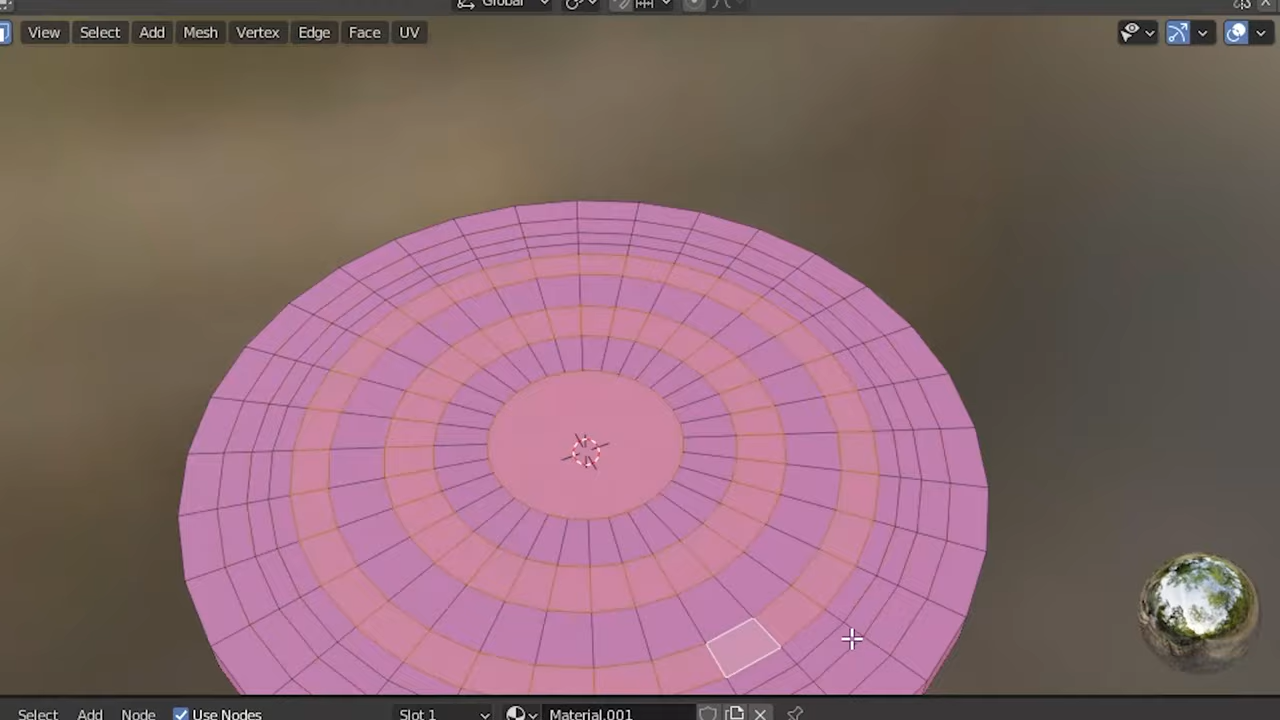 Global
View Select Add Mesh Vertex Edge Face UV
Select Add Node Use Nodes Slot 1 Material.001